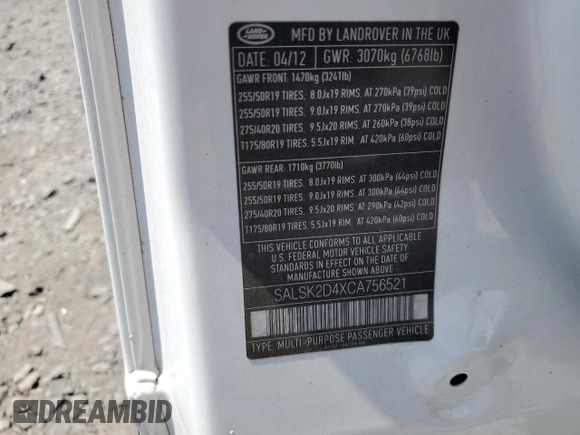 LAND
ROVER
MFD BY LANDROVER IN THE UK
DATE: 04/12 GWR: 3070kg (6768lb)
GAWR FRONT: 1470kg (3241lb)
255/50R19 TIRES. 8.0Jx19 RIMS. AT 270kPa (39psi) COLD
255/50R19 TIRES. 9.0Jx19 RIMS. AT 270kPa (39psi) COLD
275/40R20 TIRES. 9.5Jx20 RIMS. AT 260kPa (38psi) COLD
T175/80R19 TIRES. 5.5Jx19 RIM. AT 420kPa (60psi) COLD
GAWR REAR: 1710kg (3770lb)
255/50R19 TIRES. 8.0Jx19 RIMS. AT 300kPa (44psi) COLD
255/50R19 TIRES. 9.0Jx19 RIMS. AT 300kPa (44psi) COLD
275/40R20 TIRES. 9.5Jx20 RIMS. AT 290kPa (42psi) COLD
T175/80R19 TIRES. 5.5Jx19 RIM. AT 420kPa (60psi) COLD
THIS VEHICLE CONFORMS TO ALL APPLICABLE
U.S. FEDERAL MOTOR VEHICLE SAFETY
STANDARDS IN EFFECT ON THE DATE OF
MANUFACTURE SHOWN ABOVE
SALSK2D4XCA756521
TYPE: MULTI-PURPOSE PASSENGER VEHICLE
DREAMBID